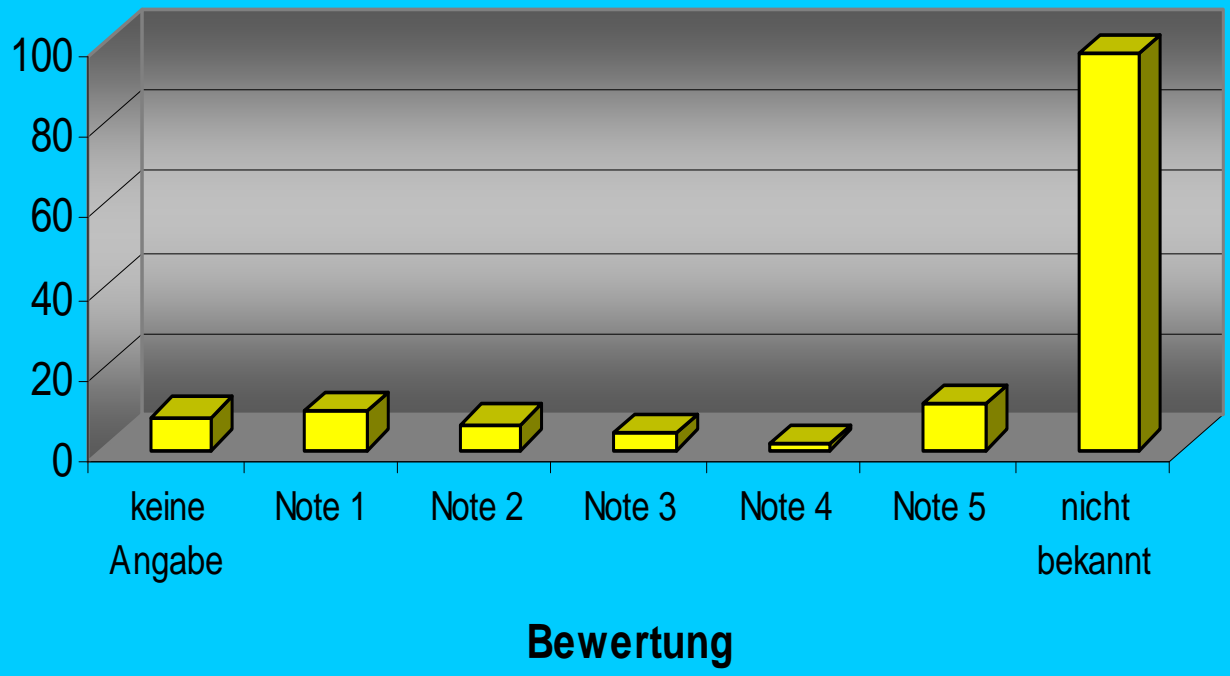 100
80
60
40
20
0
keine Angabe
Note 1
Note 2
Note 3
Note 4
Note 5
nicht bekannt
Bewertung